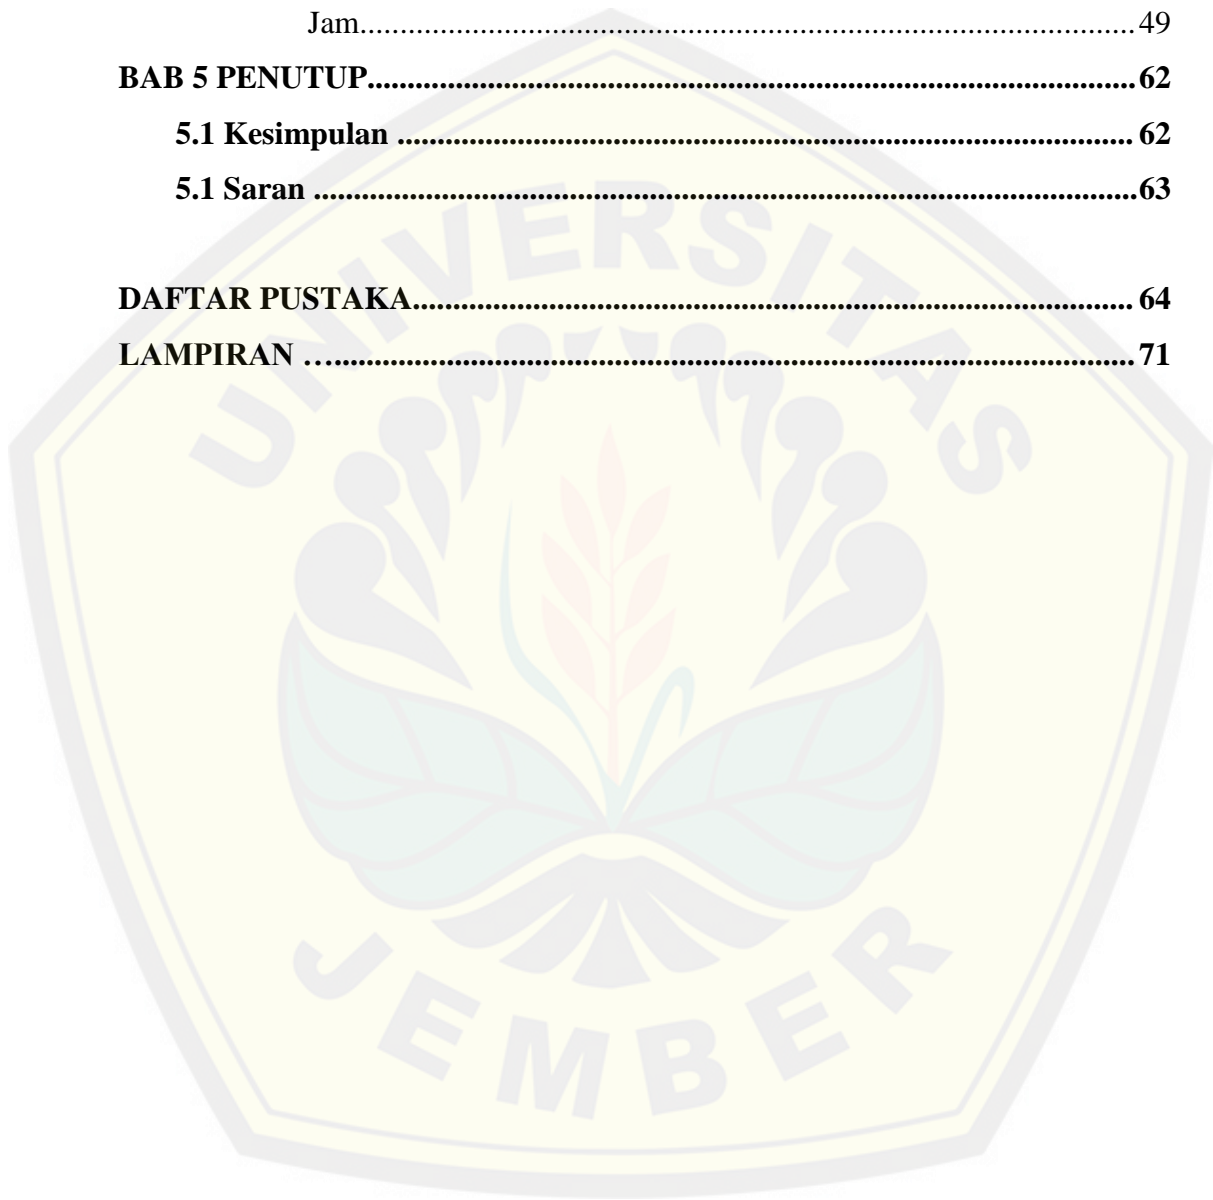 Jam.................................................................................................49
BAB 5 PENUTUP................................................................................................62
5.1 Kesimpulan ............................................................................................ 62
5.1 Saran .......................................................................................................63
DAFTAR PUSTAKA.......................................................................................... 64
LAMPIRAN …....................................................................................................71
UNIVERSITAS
JEMBER